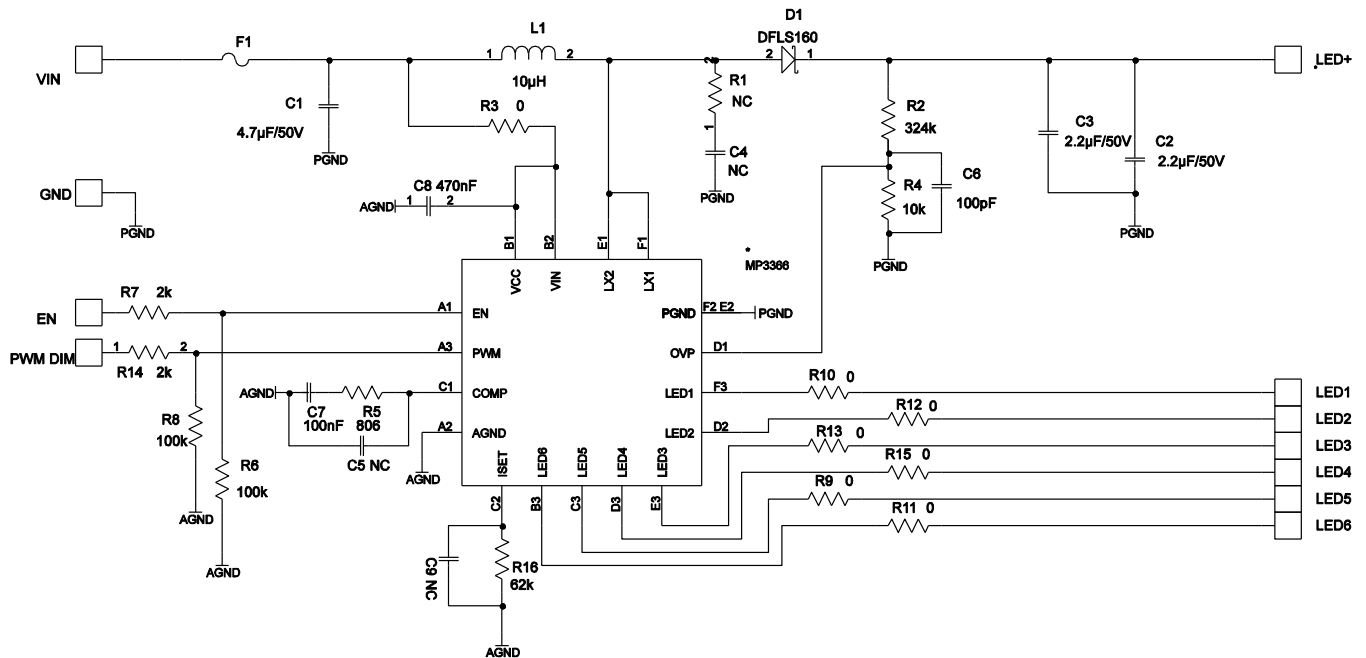 D1
DFLS160
2 1
F1
L1
1 2
10µH
VIN
LED+
C1
4.7µF/50V
PGND
R3 0
2
R1
NC
1
C4
NC
PGND
R2
324k
C3
2.2µF/50V
C2
2.2µF/50V
PGND
R4
10k
C6
100pF
PGND
GND
PGND
C8 470nF
AGND 1 2
B1
B2
E1
F1
*
MP3366
VCC
VIN
LX2
LX1
EN
R7 2k
A1
EN
PWM DIM
1 2
R14 2k
A3
PWM
R8
100k
AGND
R6
100k
AGND
AGND
C7
100nF
R5
806
C5 NC
C1
COMP
A2
AGND
AGND
PGND
F2 E2
PGND
OVP
D1
LED1
F3
R10 0
LED1
LED2
D2
R12 0
LED2
R13 0
LED3
R15 0
LED4
R9 0
LED5
R11 0
LED6
ISET
LED6
LED5
LED4
LED3
C2
B3
C3
D3
E3
C9 NC
R16
62k
AGND